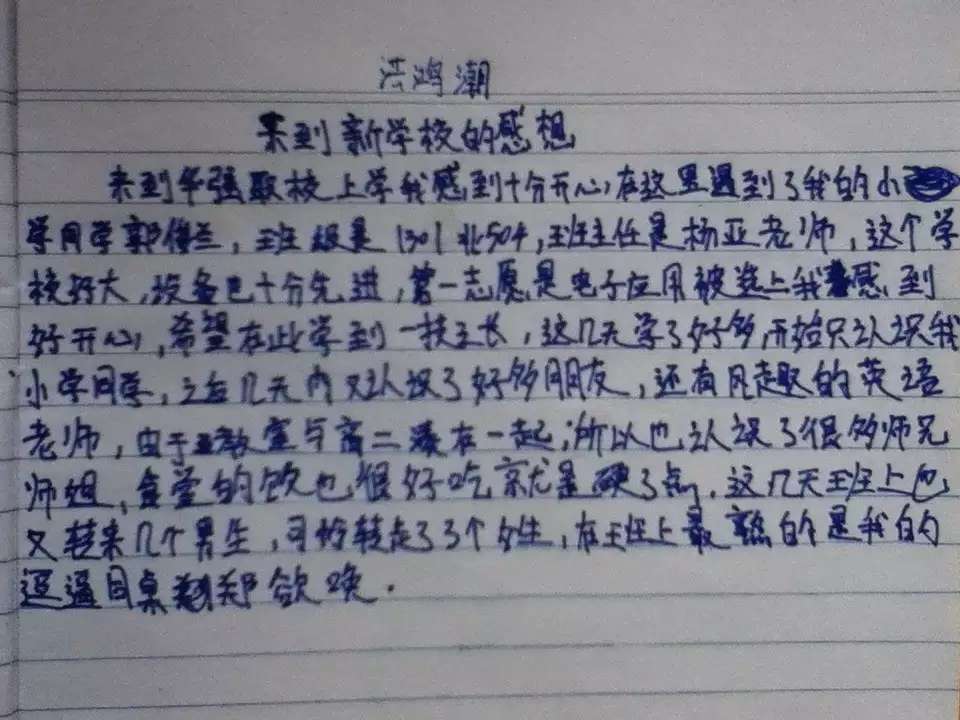 洪鸿潮
来到新学校的感想
来到华强职校上学我感到十分开心,在这里遇到了我的小
学同学郭伟兰,班级是1301北504,班主任是杨亚老师,这个学
校好大,设备也十分先进,第一志愿是电子应用被选上我感到
好开心,希望在此学到一技之长,这几天学了好多,开始只认识我
小学同学,之后几天内又认识了好多朋友,还有风趣的英语
老师,由于教室与高二凑在一起,所以也认识了很多师兄
师姐,食堂的饮也很好吃,就是硬了点.这几天班上也
又转来几个男生,可惜转走了3个女生,在班上最熟的是我的
逗逼同桌郑欲唤.